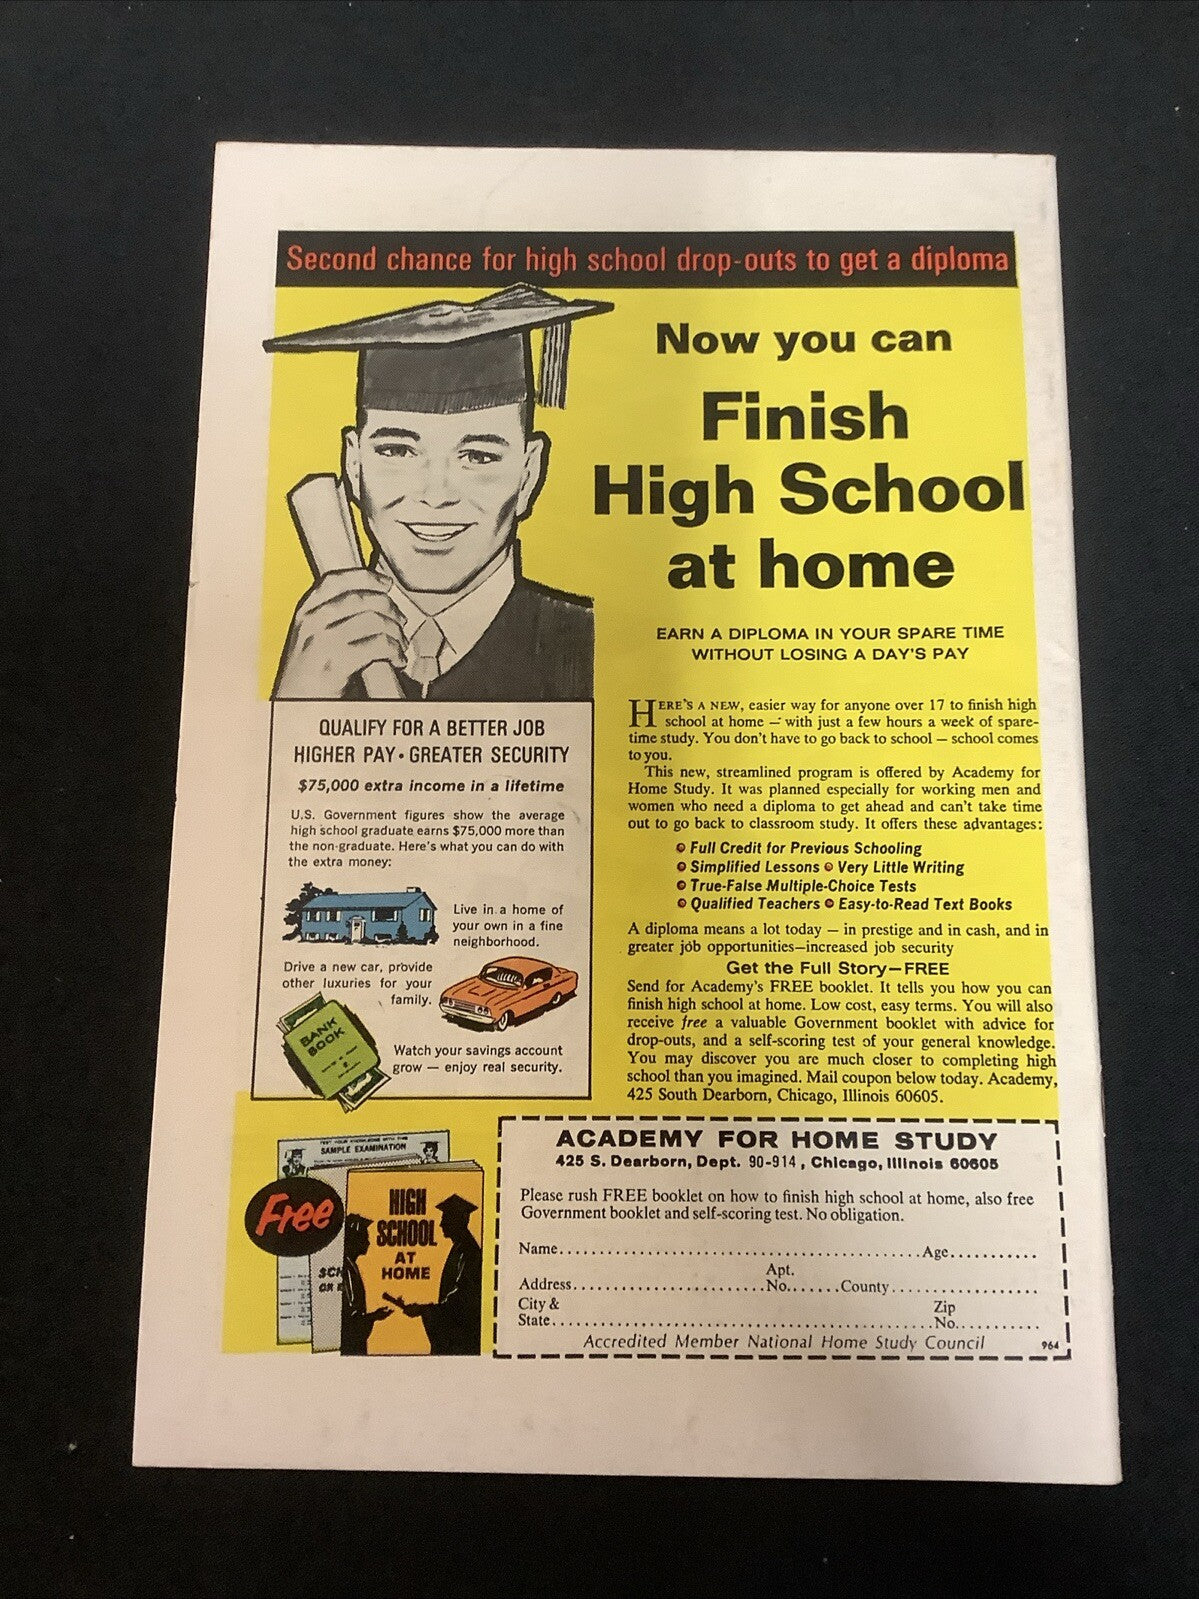 Second chance for high school drop-outs to get a diploma
Now you can
Finish
High School
at home
EARN A DIPLOMA IN YOUR SPARE TIME
WITHOUT LOSING A DAY'S PAY
QUALIFY FOR A BETTER JOB
HIGHER PAY • GREATER SECURITY
$75,000 extra income in a lifetime
U.S. Government figures show the average
high school graduate earns $75,000 more than
the non-graduate. Here's what you can do with
the extra money:
Live in a home of
your own in a fine
neighborhood.
Drive a new car, provide
other luxuries for your
family.
BANK
BOOK
Watch your savings account
grow — enjoy real security.
HERE'S A NEW, easier way for anyone over 17 to finish high
school at home — with just a few hours a week of spare-
time study. You don't have to go back to school — school comes
to you.
This new, streamlined program is offered by Academy for
Home Study. It was planned especially for working men and
women who need a diploma to get ahead and can't take time
out to go back to classroom study. It offers these advantages:
• Full Credit for Previous Schooling
• Simplified Lessons • Very Little Writing
• True-False Multiple-Choice Tests
• Qualified Teachers • Easy-to-Read Text Books
A diploma means a lot today — in prestige and in cash, and in
greater job opportunities—increased job security
Get the Full Story—FREE
Send for Academy's FREE booklet. It tells you how you can
finish high school at home. Low cost, easy terms. You will also
receive free a valuable Government booklet with advice for
drop-outs, and a self-scoring test of your general knowledge.
You may discover you are much closer to completing high
school than you imagined. Mail coupon below today. Academy,
425 South Dearborn, Chicago, Illinois 60605.
TEST YOUR KNOWLEDGE WITH THIS
SAMPLE EXAMINATION
Free
SCH
OR
HIGH
SCHOOL
AT
HOME
ACADEMY FOR HOME STUDY
425 S. Dearborn, Dept. 90-914, Chicago, Illinois 60605
Please rush FREE booklet on how to finish high school at home, also free
Government booklet and self-scoring test. No obligation.
Name.............................................Age...........
Apt.
Address........................No.......County..................
City & Zip
State...............................................No...........
Accredited Member National Home Study Council 964